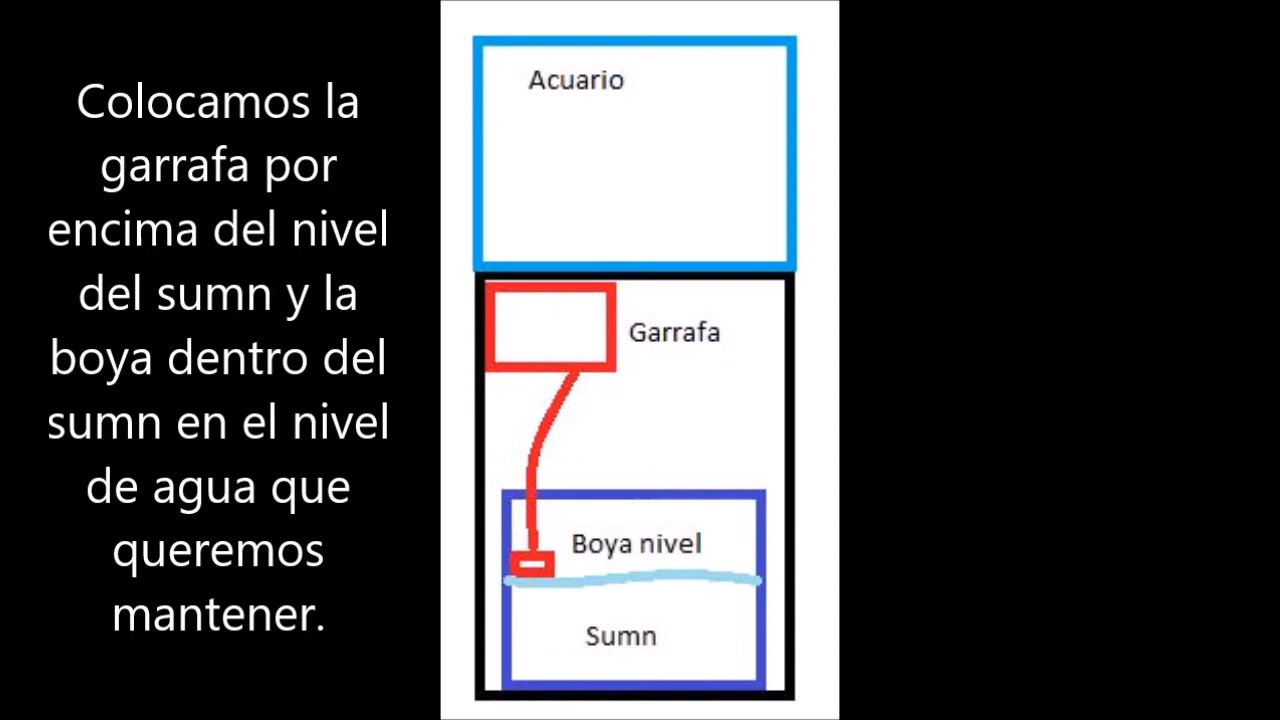 Colocamos la
garrafa por
encima del nivel
del sumn y la
boya dentro del
sumn en el nivel
de agua que
queremos
mantener.
Acuario
Garrafa
Boya nivel
Sumn